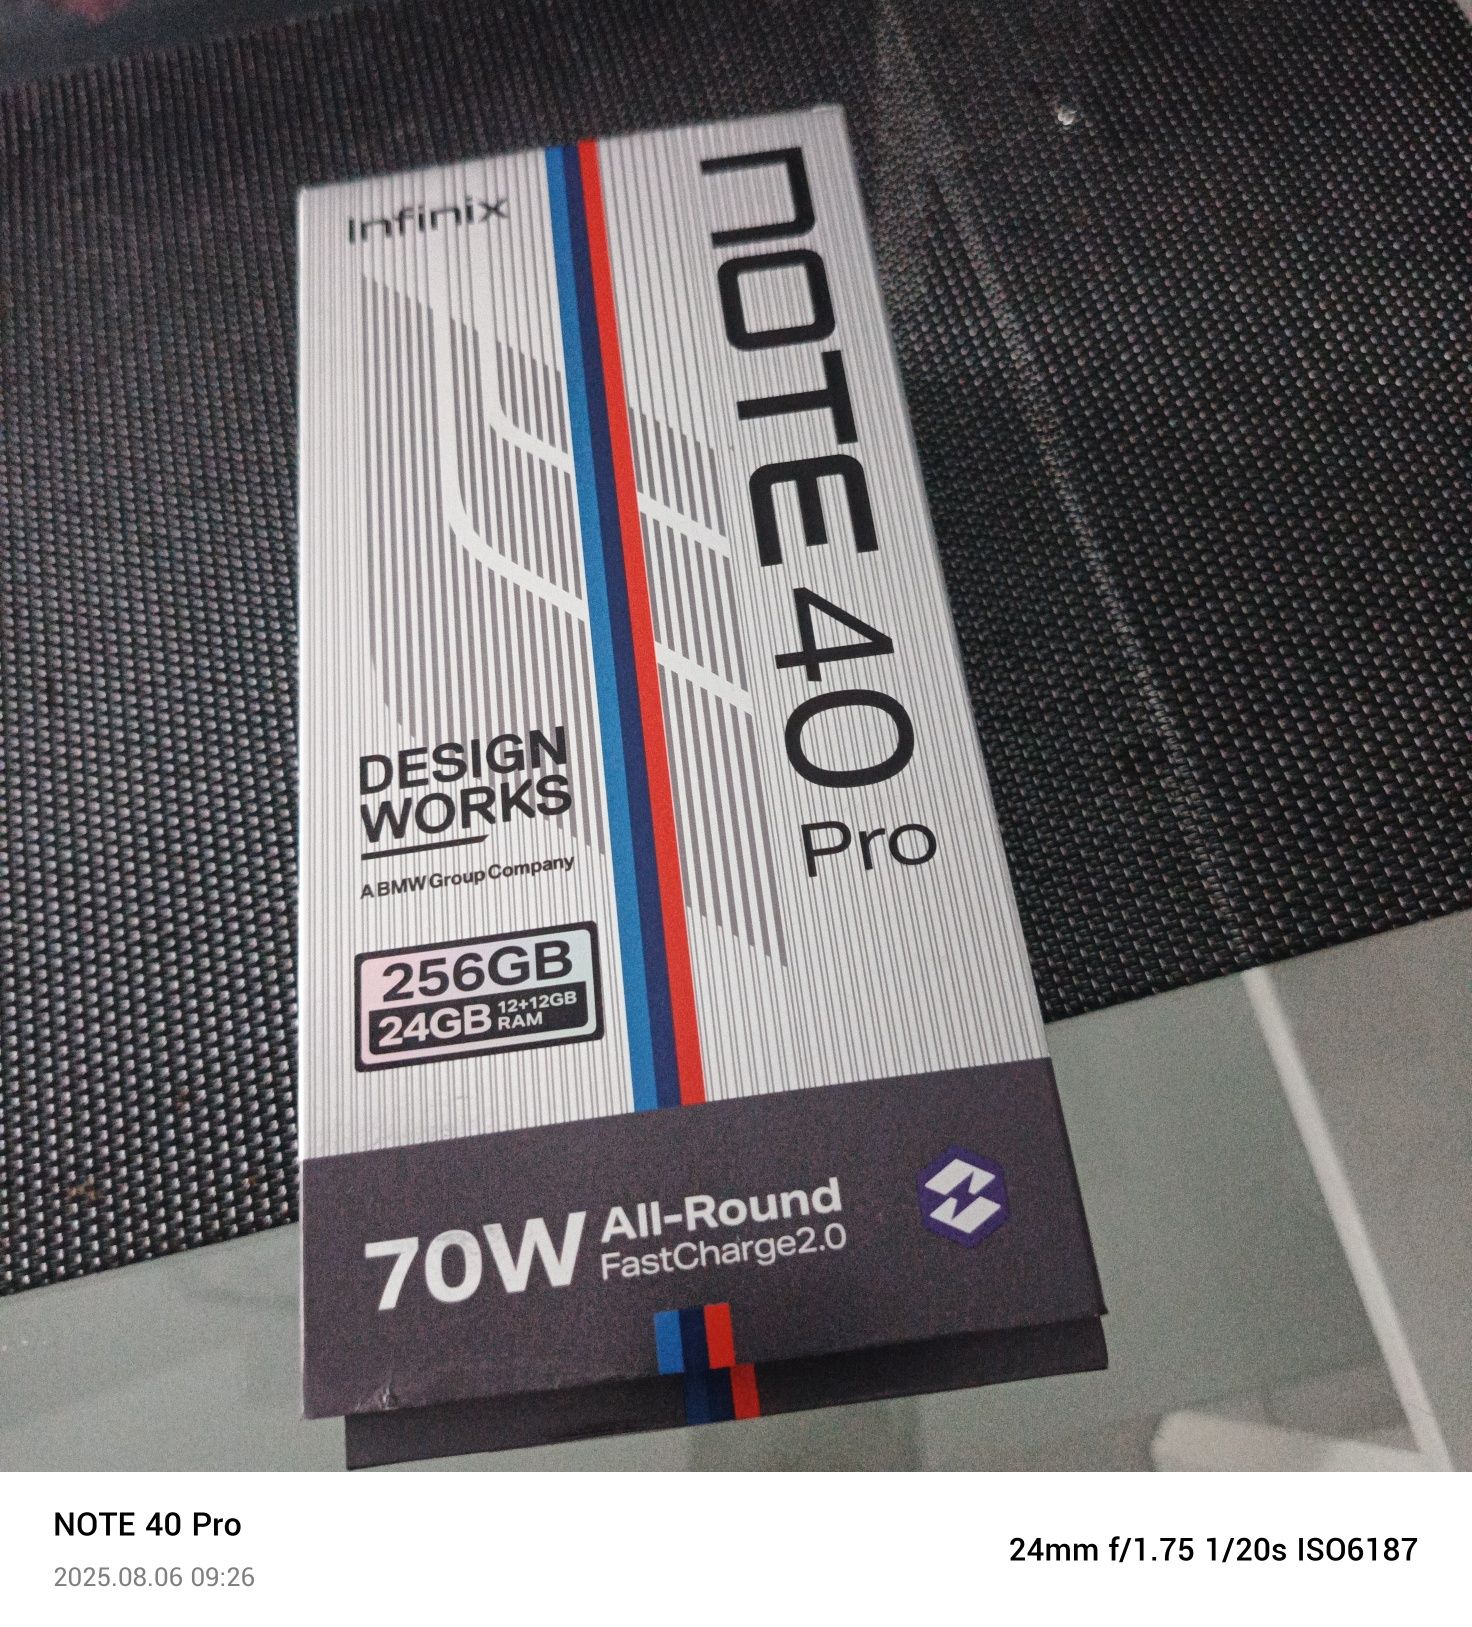 Infinix
NOTE 40
Pro
DESIGN
WORKS
A BMW Group Company
256GB
24GB 12+12GB
RAM
70W All-Round
FastCharge2.0
NOTE 40 Pro
2025.08.06 09:26
24mm f/1.75 1/20s ISO6187